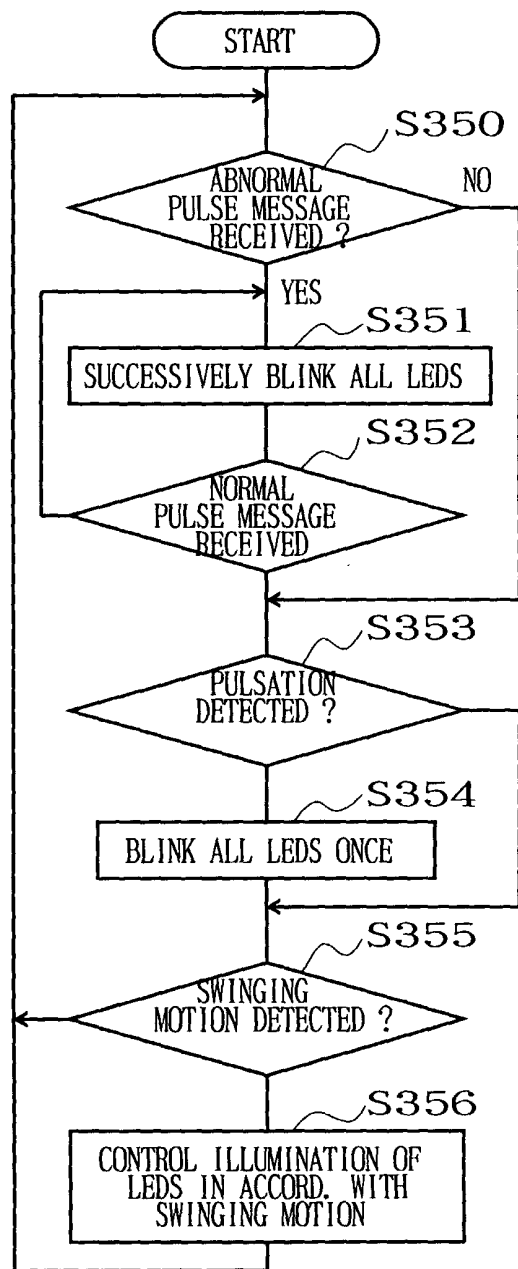 START
S350
ABNORMAL
PULSE MESSAGE
RECEIVED ?
NO
YES
S351
SUCCESSIVELY BLINK ALL LEDS
S352
NORMAL
PULSE MESSAGE
RECEIVED
S353
PULSATION
DETECTED ?
S354
BLINK ALL LEDS ONCE
S355
SWINGING
MOTION DETECTED ?
S356
CONTROL ILLUMINATION OF
LEDS IN ACCORD. WITH
SWINGING MOTION